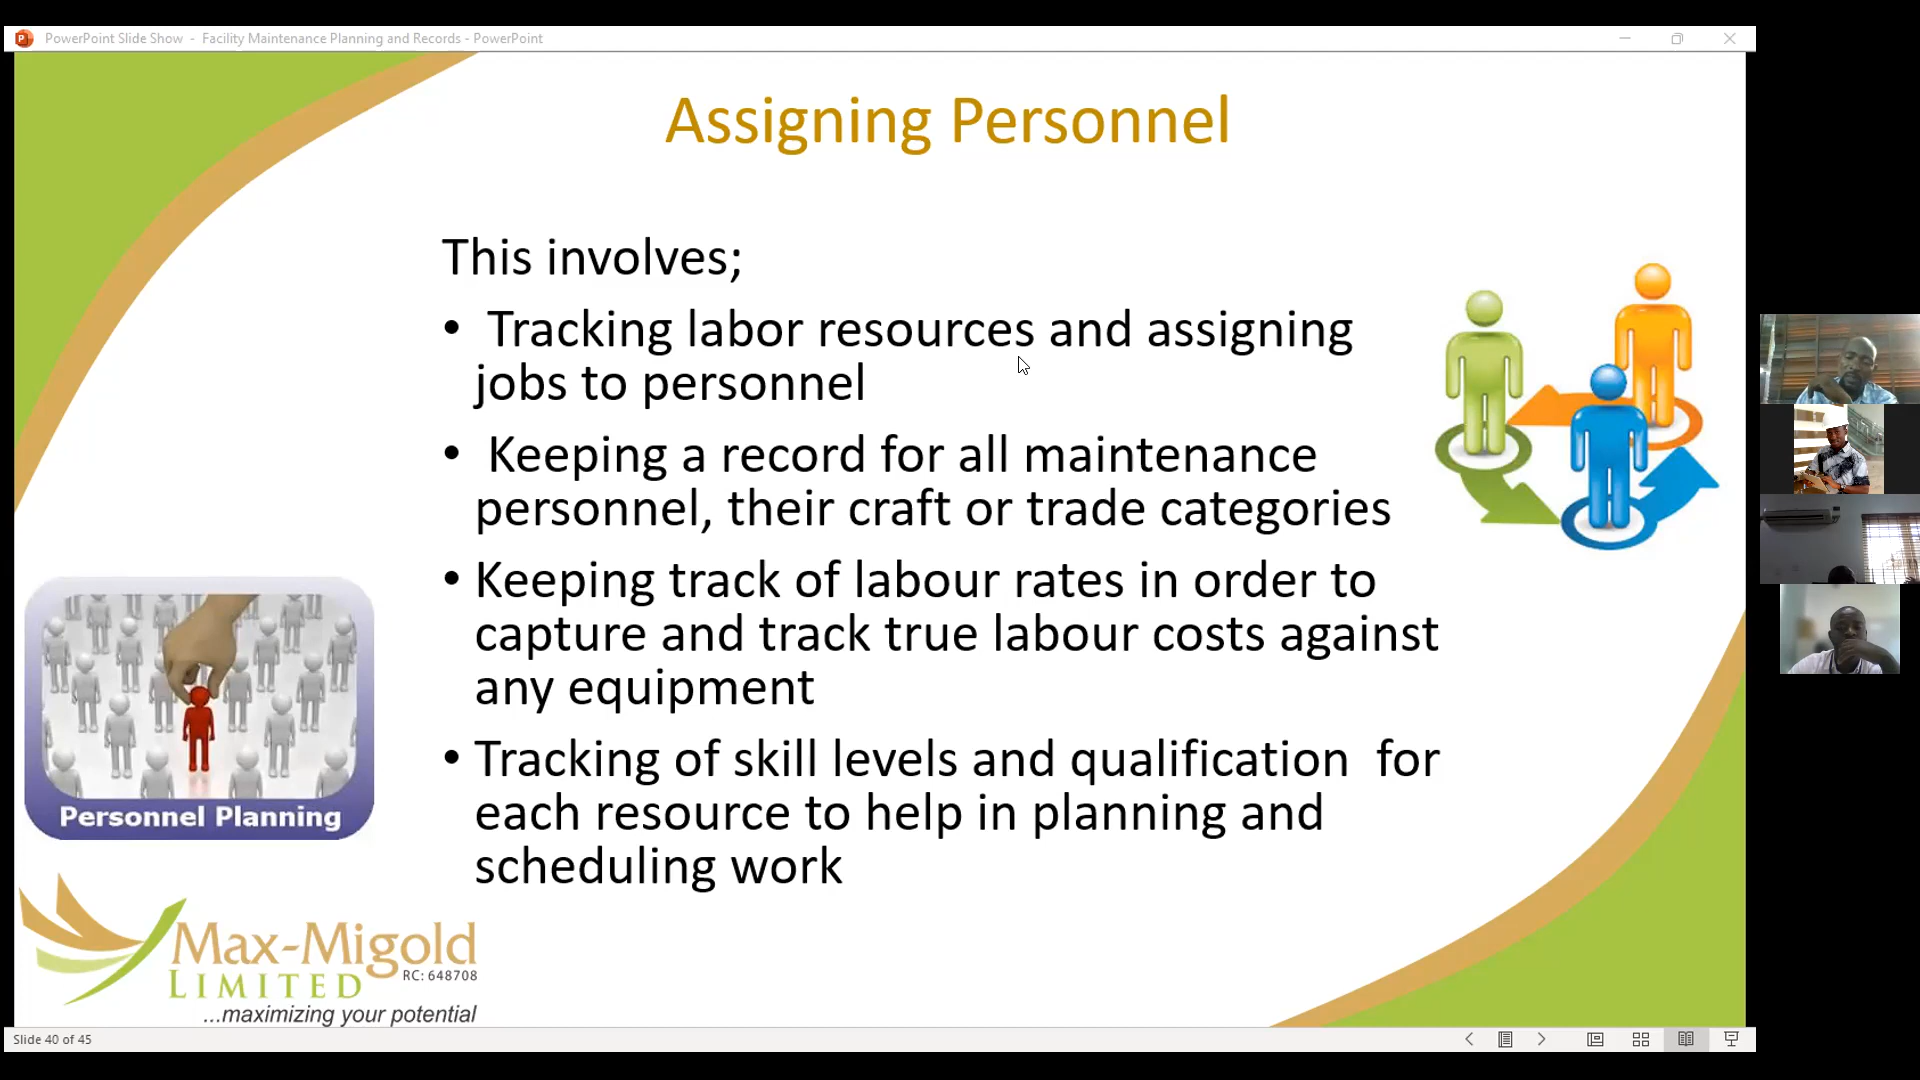 PowerPoint Slide Show - Facility Maintenance Planning and Records - PowerPoint
Assigning Personnel
This involves;
• Tracking labor resources and assigning
jobs to personnel
• Keeping a record for all maintenance
personnel, their craft or trade categories
• Keeping track of labour rates in order to
capture and track true labour costs against
any equipment
• Tracking of skill levels and qualification for
each resource to help in planning and
scheduling work
Personnel Planning
Max-Migold
LIMITED RC: 648708
...maximizing your potential
Slide 40 of 45